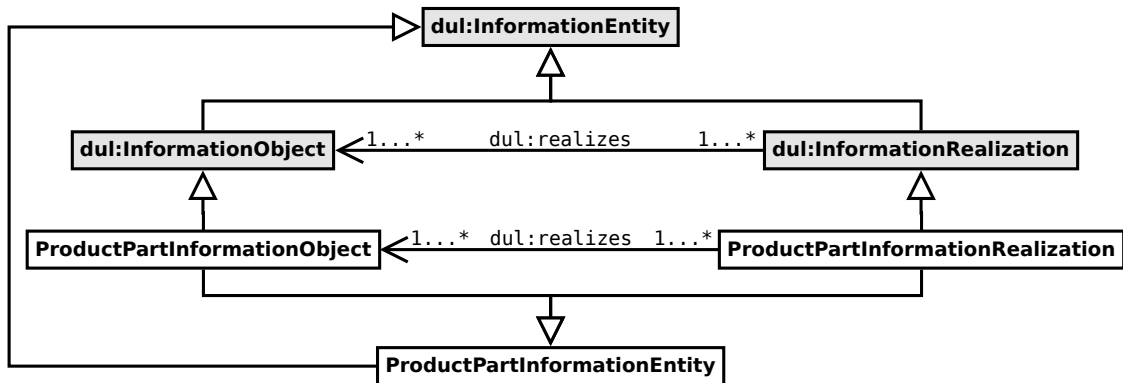 dul:InformationEntity
dul:InformationObject 1...* dul:realizes 1...* dul:InformationRealization
ProductPartInformationObject 1...* dul:realizes 1...* ProductPartInformationRealization
ProductPartInformationEntity